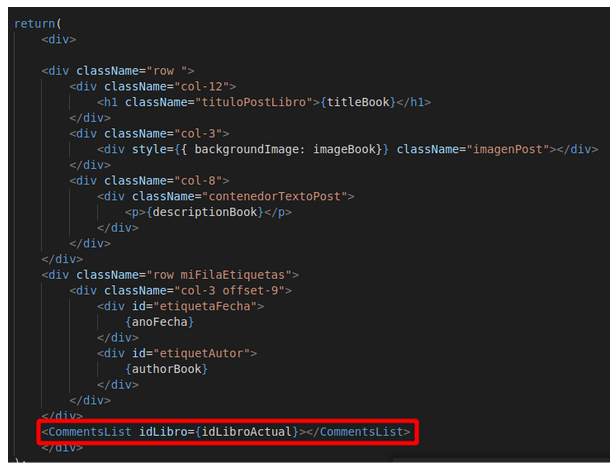 return(
<div>
<div className="row ">
<div className="col-12">
<h1 className="tituloPostLibro">{titleBook}</h1>
</div>
<div className="col-3">
<div style={{ backgroundImage: imageBook}} className="imagenPost"></div>
</div>
<div className="col-8">
<div className="contenedorTextoPost">
<p>{descriptionBook}</p>
</div>
</div>
</div>
<div className="row miFilaEtiquetas">
<div className="col-3 offset-9">
<div id="etiquetaFecha">
{anoFecha}
</div>
<div id="etiquetAutor">
{authorBook}
</div>
</div>
</div>
<CommentsList idLibro={idLibroActual}></CommentsList>
</div>
);